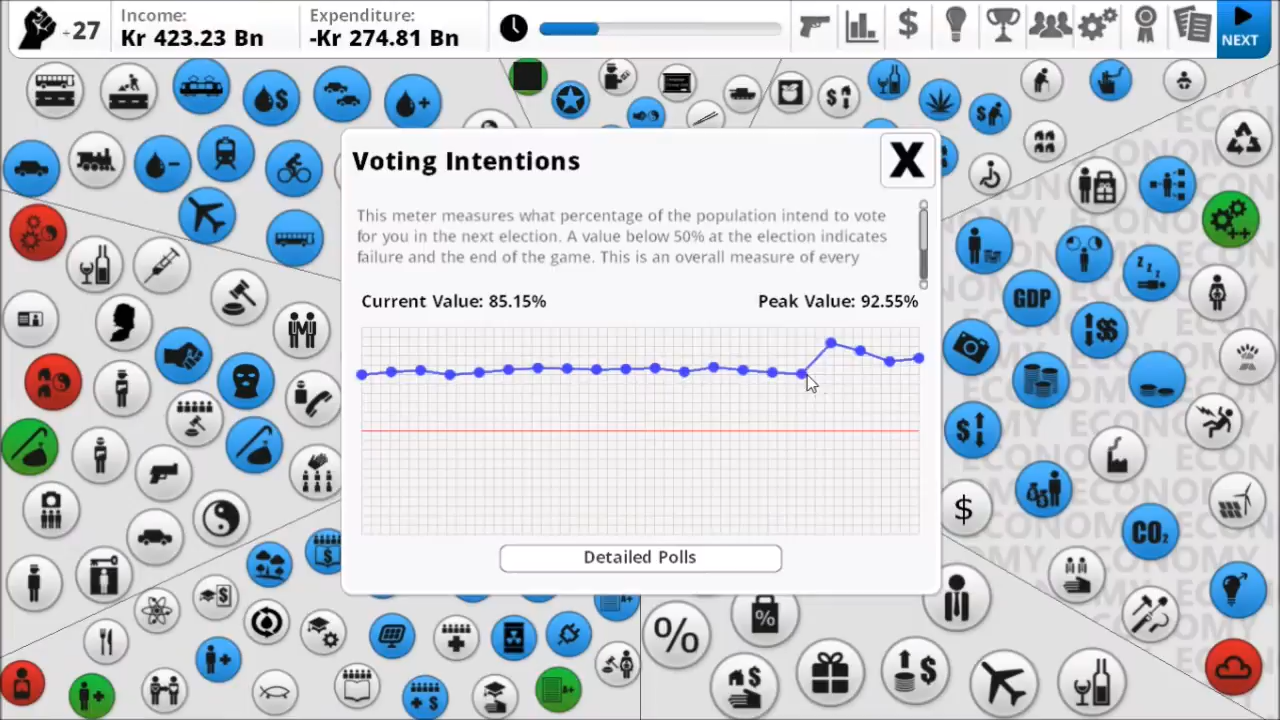 Income:
Expenditure:
+27
Kr 423.23 Bn
-Kr 274.81 Bn
NEXT
Voting Intentions
X
This meter measures what percentage of the population intend to vote
for you in the next election. A value below 50% at the election indicates
failure and the end of the game. This is an overall measure of every
Current Value: 85.15%
Peak Value: 92.55%
GDP
CO₂
Detailed Polls
ECONOMY